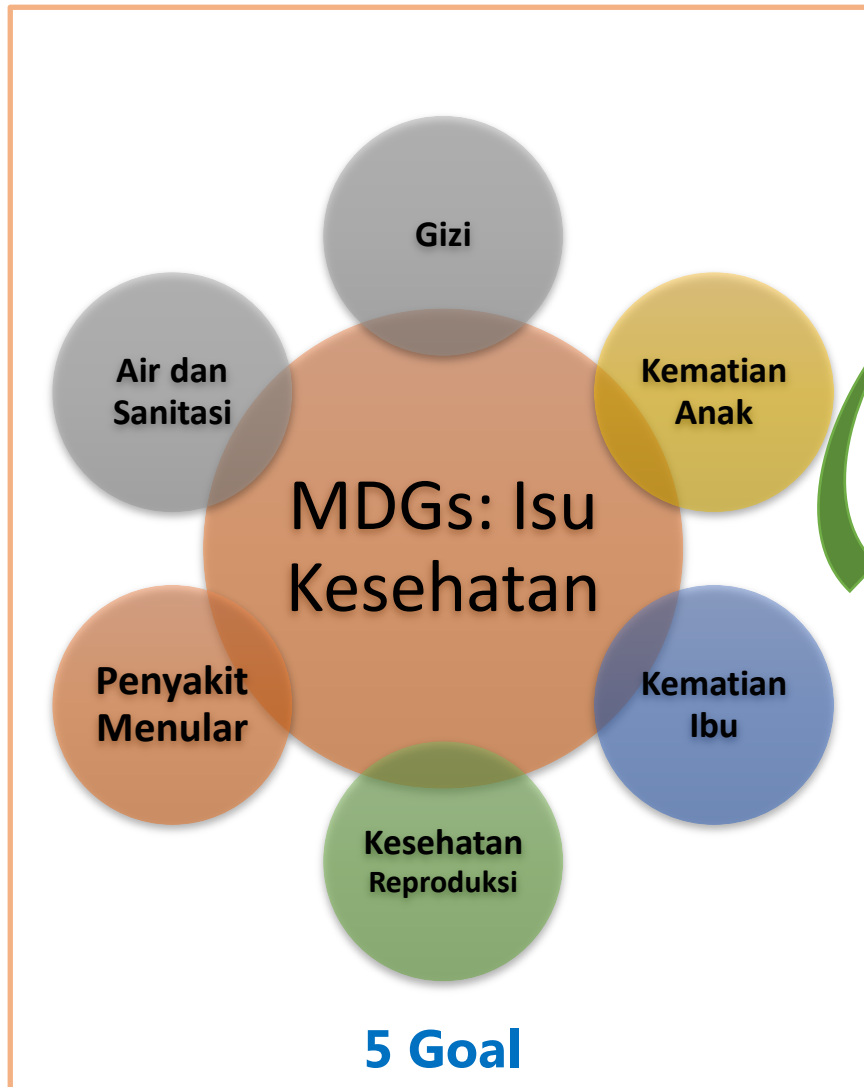 Gizi
Air dan
Sanitasi
Kematian
Anak
MDGs: Isu
Kesehatan
Penyakit
Menular
Kematian
Ibu
Kesehatan
Reproduksi
5 Goal